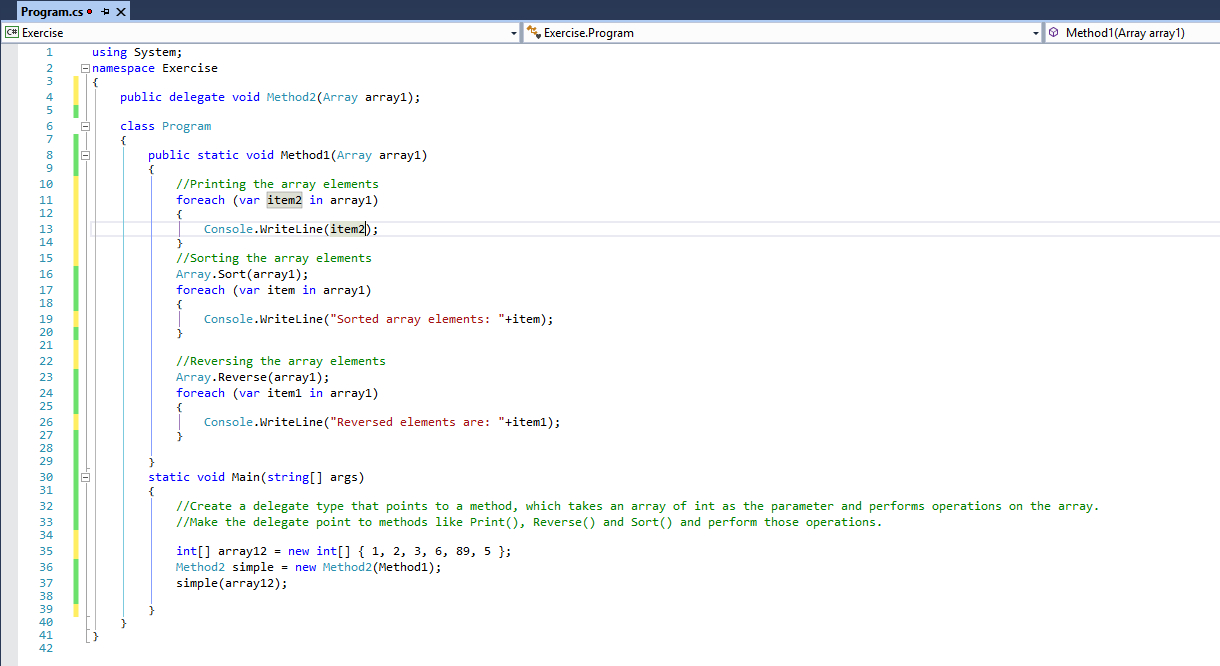 Program.cs
Exercise
Exercise.Program
Method1(Array array1)
1 using System;
2 namespace Exercise
3 {
4 public delegate void Method2(Array array1);
5
6 class Program
7 {
8 public static void Method1(Array array1)
9 {
10 //Printing the array elements
11 foreach (var item2 in array1)
12 {
13 Console.WriteLine(item2);
14 }
15 //Sorting the array elements
16 Array.Sort(array1);
17 foreach (var item in array1)
18 {
19 Console.WriteLine("Sorted array elements: "+item);
20 }
21
22 //Reversing the array elements
23 Array.Reverse(array1);
24 foreach (var item1 in array1)
25 {
26 Console.WriteLine("Reversed elements are: "+item1);
27 }
28
29 }
30 static void Main(string[] args)
31 {
32 //Create a delegate type that points to a method, which takes an array of int as the parameter and performs operations on the array.
33 //Make the delegate point to methods like Print(), Reverse() and Sort() and perform those operations.
34
35 int[] array12 = new int[] { 1, 2, 3, 6, 89, 5 };
36 Method2 simple = new Method2(Method1);
37 simple(array12);
38
39 }
40 }
41 }
42